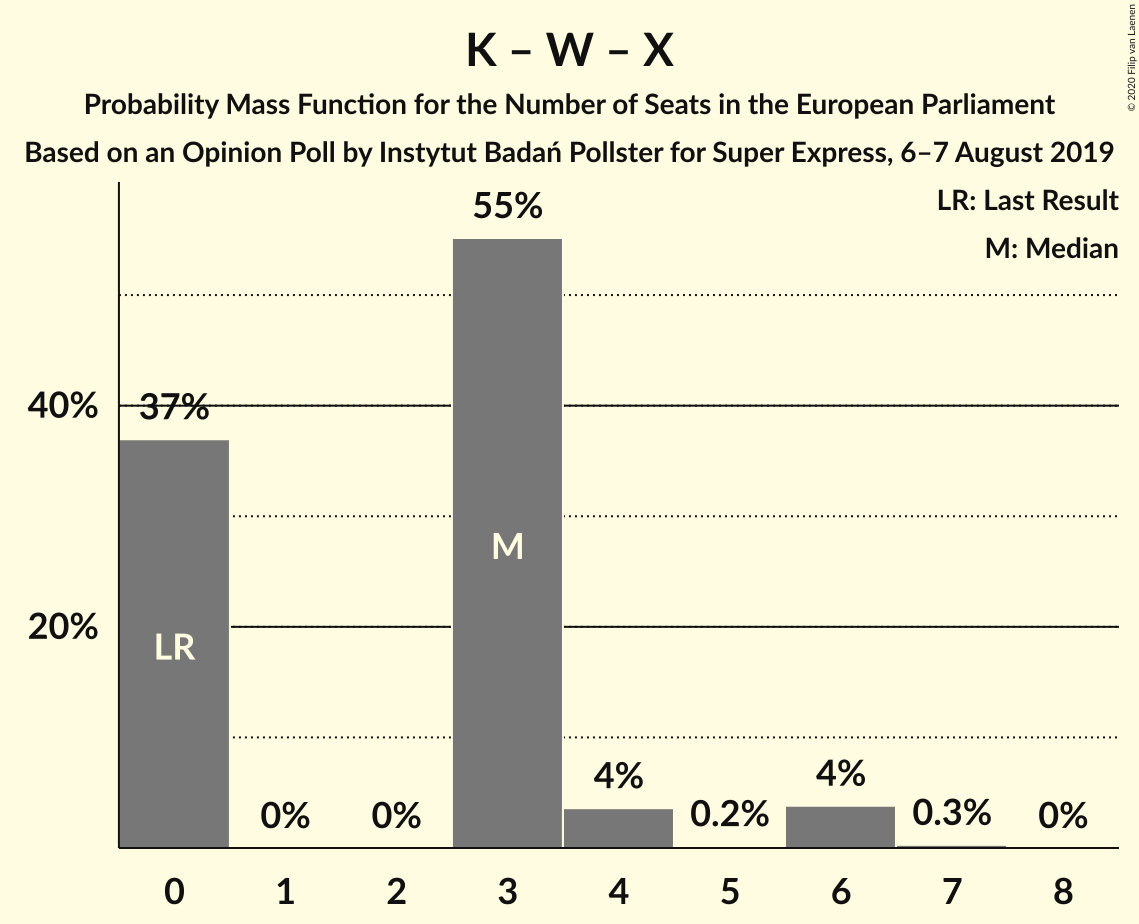 K – W – X
Probability Mass Function for the Number of Seats in the European Parliament
Based on an Opinion Poll by Instytut Badań Pollster for Super Express, 6–7 August 2019
© 2020 Filip van Laenen
LR: Last Result
M: Median
55%
40%
37%
M
20%
LR
0%
0%
4%
0.2%
4%
0.3%
0%
0 1 2 3 4 5 6 7 8